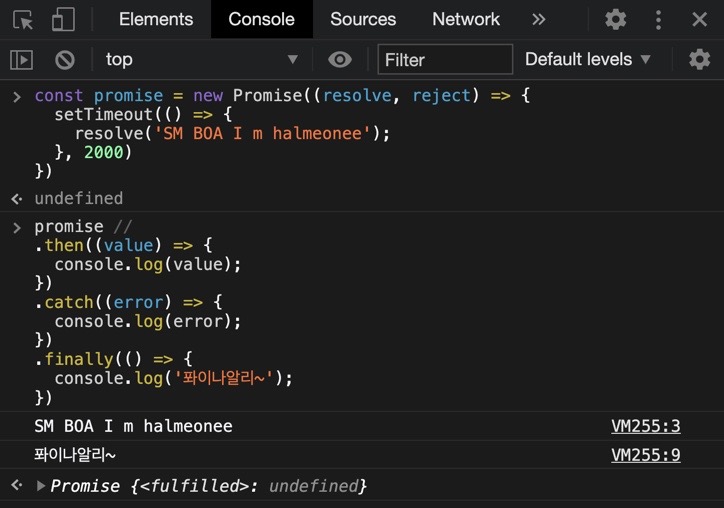 Elements Console Sources Network »
top Filter Default levels ▼
> const promise = new Promise((resolve, reject) => {
setTimeout(() => {
resolve('SM BOA I m halmeonee');
}, 2000)
})
undefined
> promise //
.then((value) => {
console.log(value);
})
.catch((error) => {
console.log(error);
})
.finally(() => {
console.log('퐈이나알리~');
})
SM BOA I m halmeonee VM255:3
퐈이나알리~ VM255:9
Promise {<fulfilled>: undefined}